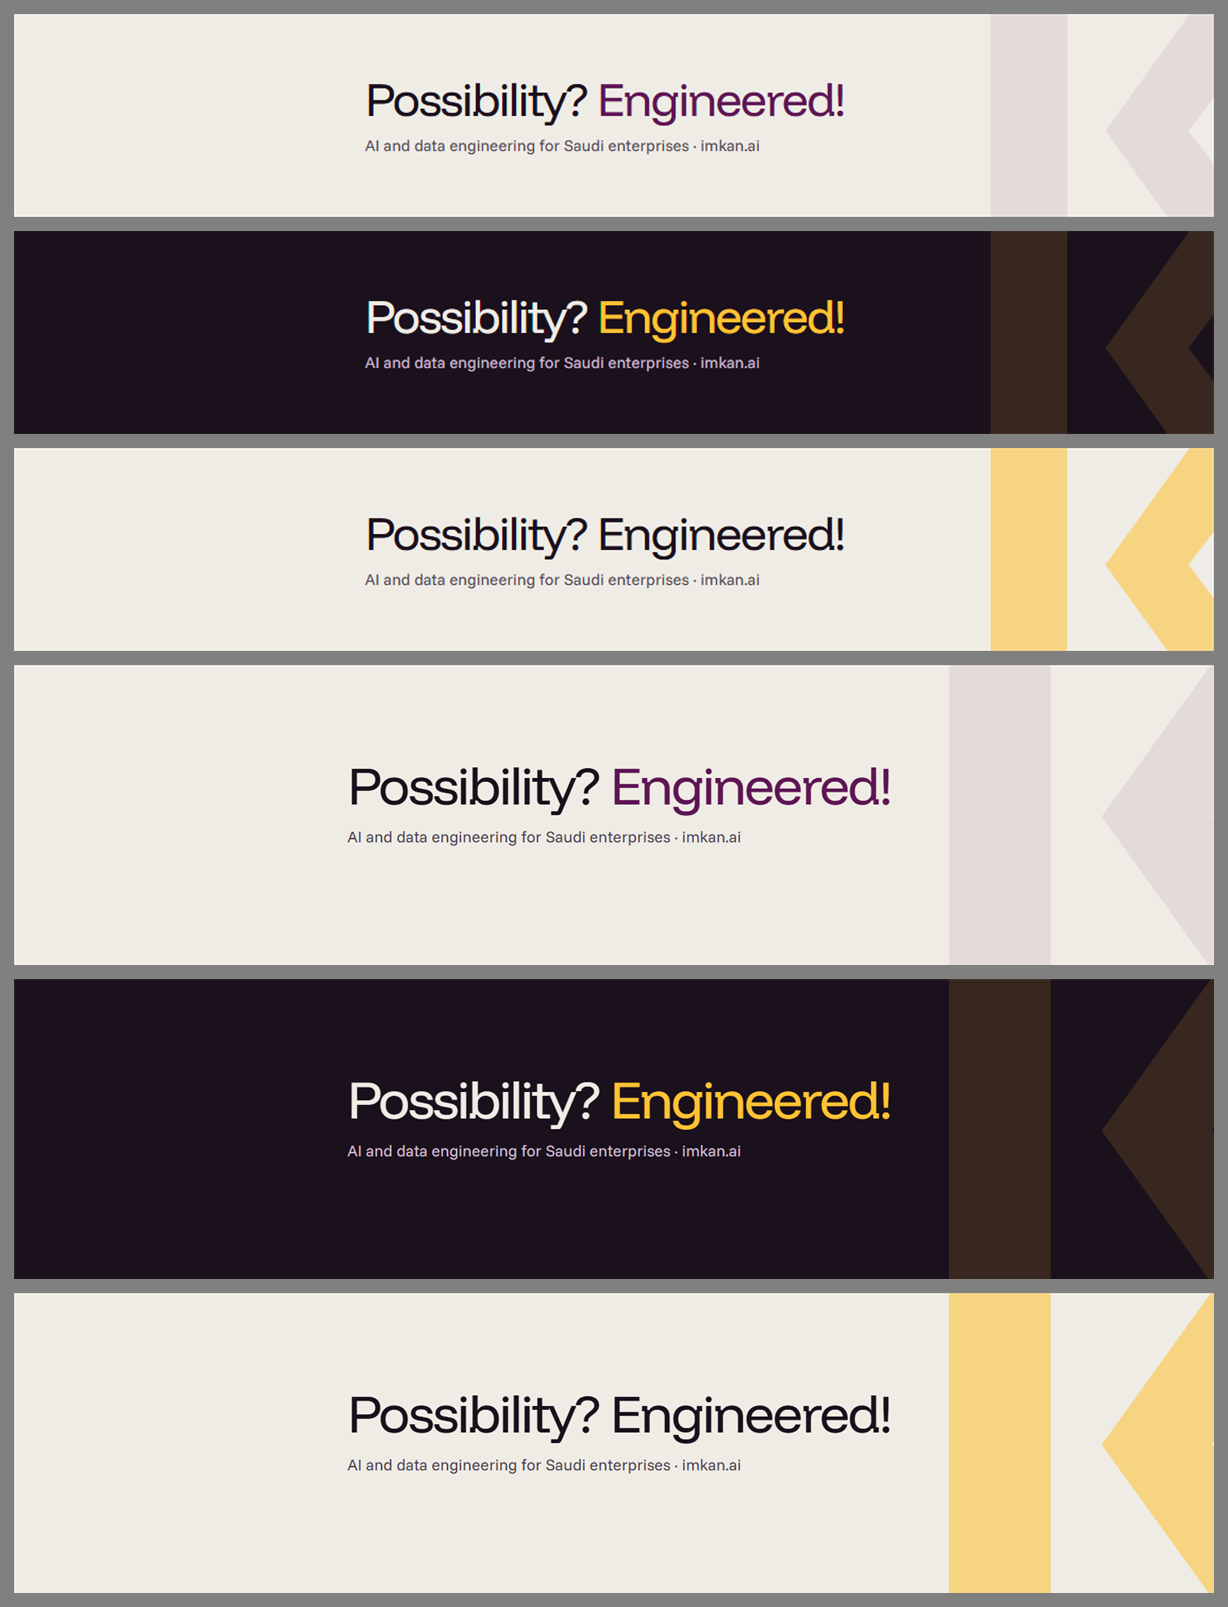 Possibility? Engineered!
AI and data engineering for Saudi enterprises · imkan.ai
Possibility? Engineered!
AI and data engineering for Saudi enterprises · imkan.ai
Possibility? Engineered!
AI and data engineering for Saudi enterprises · imkan.ai
Possibility? Engineered!
AI and data engineering for Saudi enterprises · imkan.ai
Possibility? Engineered!
AI and data engineering for Saudi enterprises · imkan.ai
Possibility? Engineered!
AI and data engineering for Saudi enterprises · imkan.ai